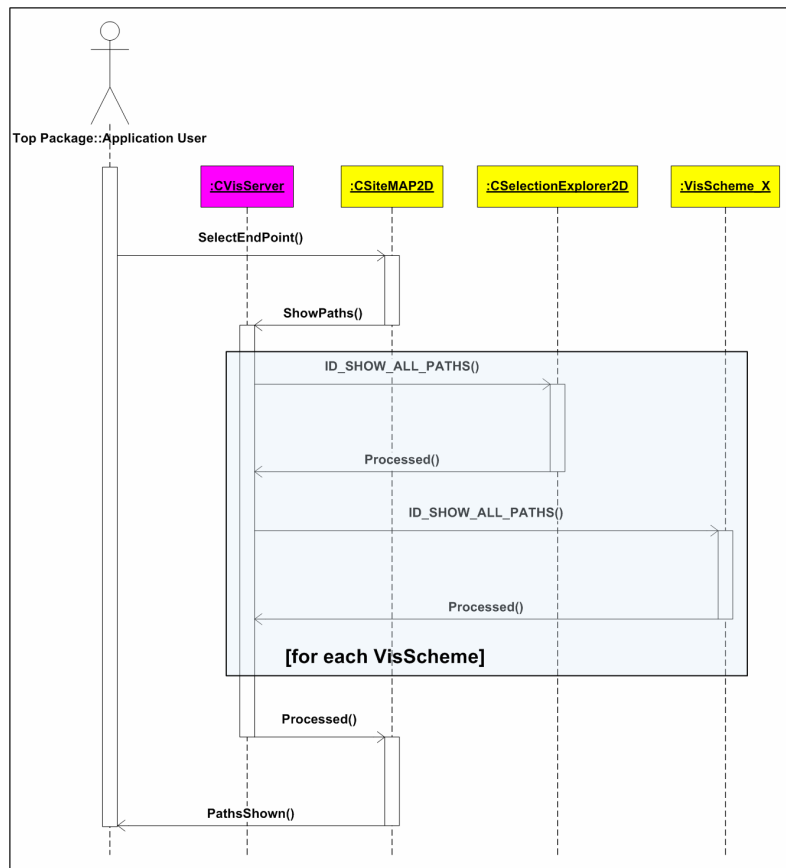 Top Package::Application User
:CVisServer
:CSiteMAP2D
:CSelectionExplorer2D
:VisScheme_X
SelectEndPoint()
ShowPaths()
ID_SHOW_ALL_PATHS()
Processed()
ID_SHOW_ALL_PATHS()
Processed()
[for each VisScheme]
Processed()
PathsShown()